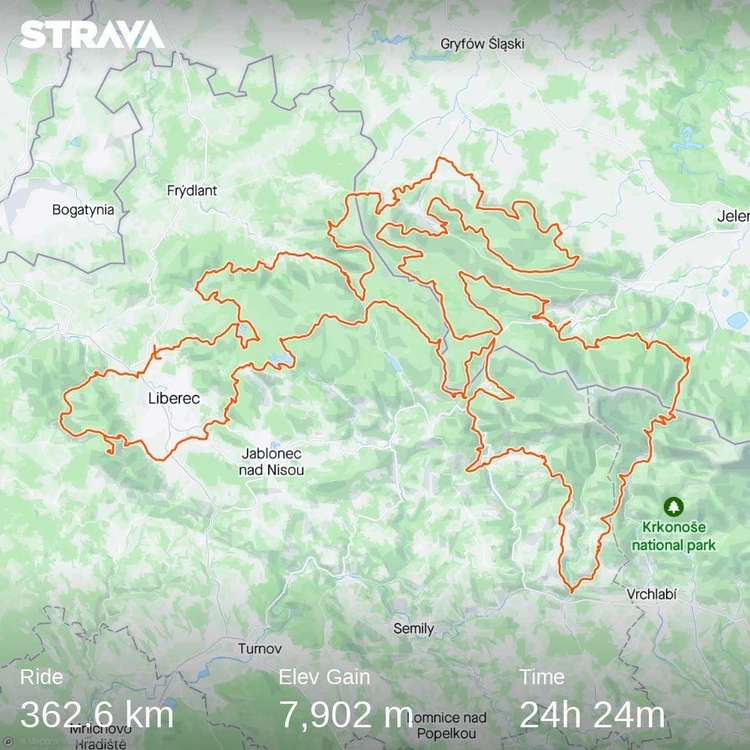 STRAVA
Gryfów Śląski
Frýdlant
Bogatynia
Jeler
Liberec
Jablonec
nad Nisou
Krkonoše
national park
Vrchlabí
Semily
Turnov
Ride
Elev Gain
Time
362.6 km
7,902 m
24h 24m
Lomnice nad
Popelkou
Mnichovo
Hradiště
© Mapbox